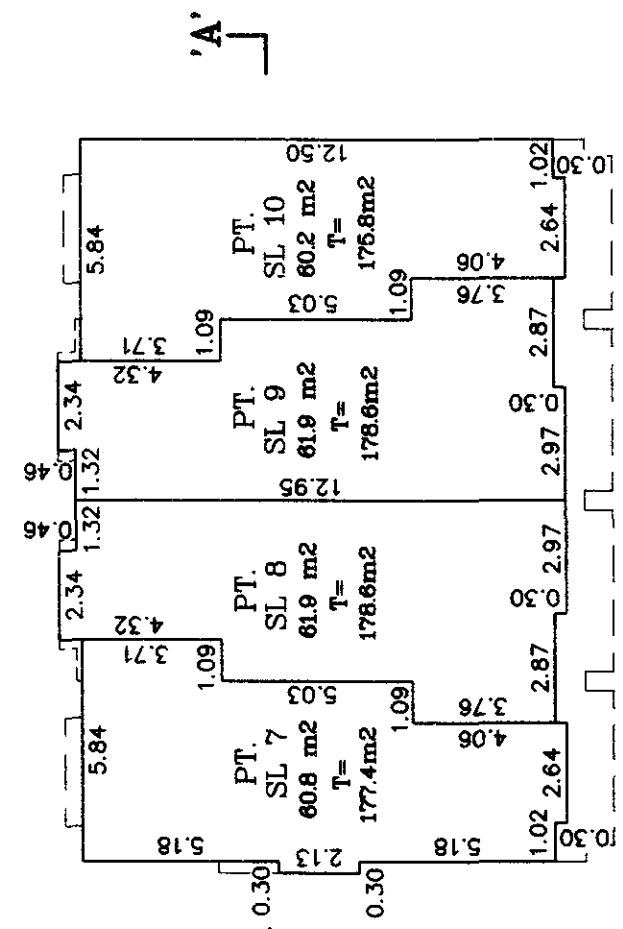 'A'
12.50
5.84
PT.
SL 10
60.2 m2
T=
175.8m2
1.02
0.30
2.64
4.06
3.76
1.09
5.03
1.09
3.71
4.32
2.34
0.46
1.32
PT.
SL 9
61.9 m2
T=
178.6m2
2.87
0.30
2.97
12.95
0.46
1.32
2.34
PT.
SL 8
61.9 m2
T=
178.6m2
2.97
0.30
2.87
4.32
3.71
1.09
5.03
1.09
3.76
4.06
5.84
PT.
SL 7
60.8 m2
T=
177.4m2
2.64
1.02
0.30
5.18
2.13
5.18
0.30
0.30